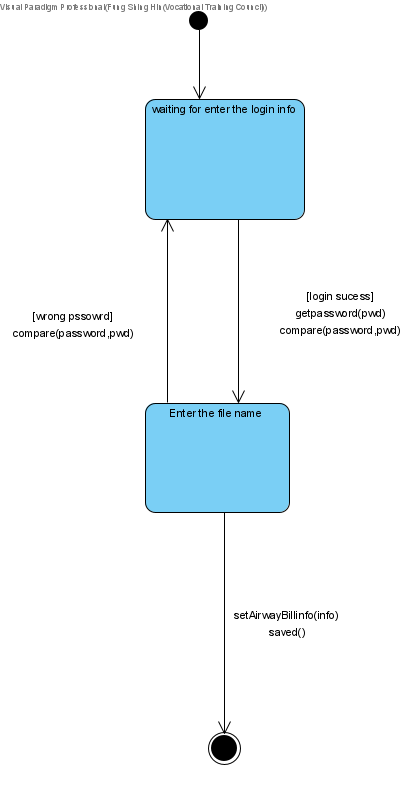 Visual Paradigm Professional(Fung Shing Hin(Vocational Training Council))
waiting for enter the login info
[login sucess]
getpassword(pwd)
compare(password,pwd)
[wrong pssowrd]
compare(password,pwd)
Enter the file name
setAirwayBillinfo(info)
saved()